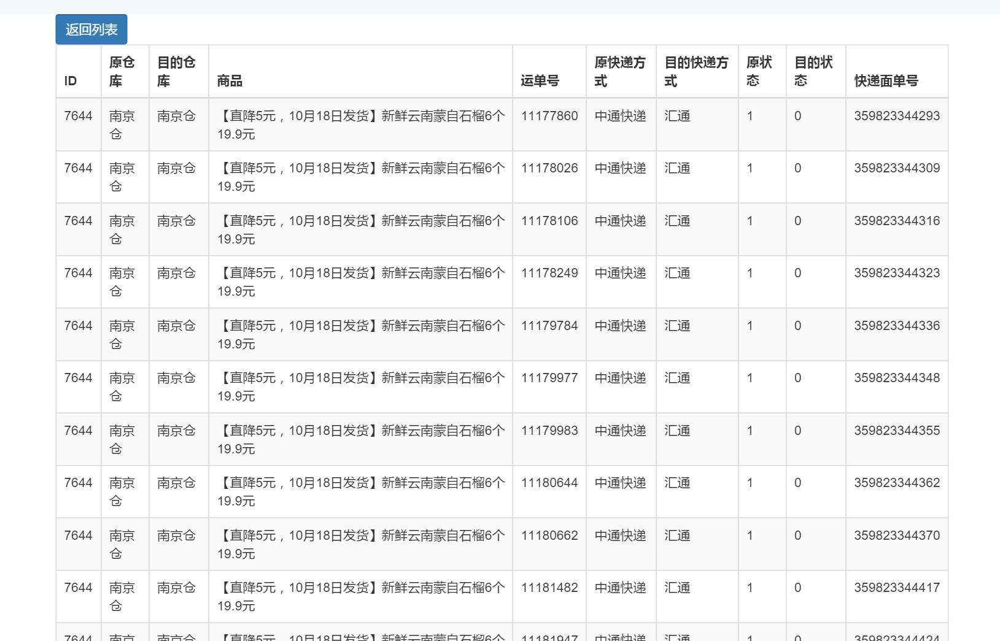 返回列表
ID 原仓库 目的仓库 商品 运单号 原快递方式 目的快递方式 原状态 目的状态 快递面单号
7644 南京仓 南京仓 【直降5元，10月18日发货】新鲜云南蒙自石榴6个 19.9元 11177860 中通快递 汇通 1 0 359823344293
7644 南京仓 南京仓 【直降5元，10月18日发货】新鲜云南蒙自石榴6个 19.9元 11178026 中通快递 汇通 1 0 359823344309
7644 南京仓 南京仓 【直降5元，10月18日发货】新鲜云南蒙自石榴6个 19.9元 11178106 中通快递 汇通 1 0 359823344316
7644 南京仓 南京仓 【直降5元，10月18日发货】新鲜云南蒙自石榴6个 19.9元 11178249 中通快递 汇通 1 0 359823344323
7644 南京仓 南京仓 【直降5元，10月18日发货】新鲜云南蒙自石榴6个 19.9元 11179784 中通快递 汇通 1 0 359823344336
7644 南京仓 南京仓 【直降5元，10月18日发货】新鲜云南蒙自石榴6个 19.9元 11179977 中通快递 汇通 1 0 359823344348
7644 南京仓 南京仓 【直降5元，10月18日发货】新鲜云南蒙自石榴6个 19.9元 11179983 中通快递 汇通 1 0 359823344355
7644 南京仓 南京仓 【直降5元，10月18日发货】新鲜云南蒙自石榴6个 19.9元 11180644 中通快递 汇通 1 0 359823344362
7644 南京仓 南京仓 【直降5元，10月18日发货】新鲜云南蒙自石榴6个 19.9元 11180662 中通快递 汇通 1 0 359823344370
7644 南京仓 南京仓 【直降5元，10月18日发货】新鲜云南蒙自石榴6个 19.9元 11181482 中通快递 汇通 1 0 359823344417
7644 南京 南京仓 【直降5元，10月18日发货】新鲜云南蒙自石榴6个 11181947 中通快递 汇通 1 0 359823344424